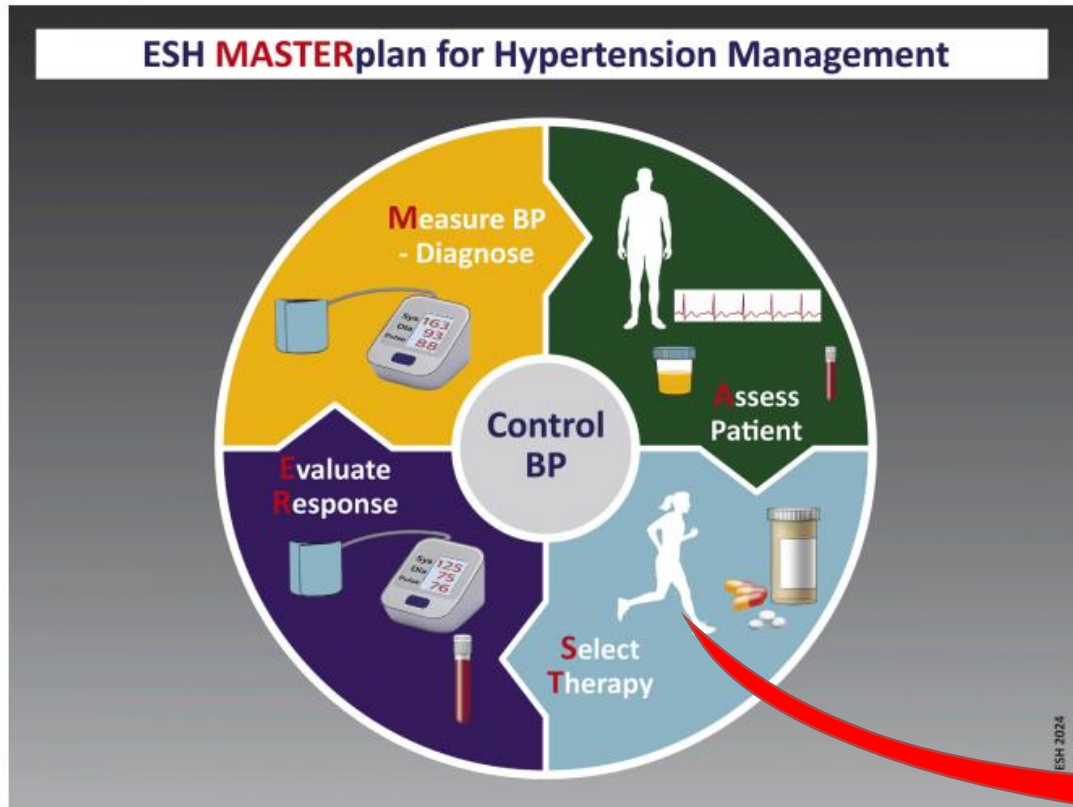 ESH MASTERplan for Hypertension Management
Measure BP
- Diagnose
Sys 163
Dia 93
Pulse 88
Assess
Patient
Control
BP
Evaluate
Response
Sys 125
Dia 75
Pulse 76
Select
Therapy
ESH 2024